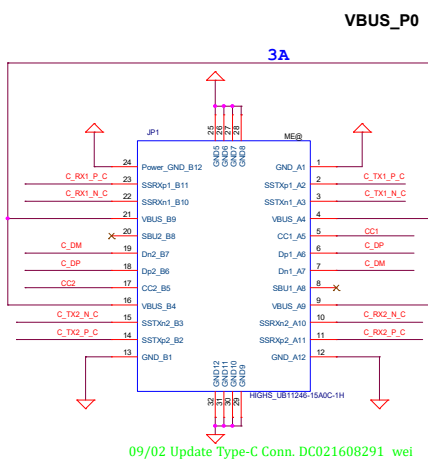 VBUS_P0
3A
JP1
ME@
25 26 27 28
GND5 GND6 GND7 GND8
24 Power_GND_B12 GND_A1 1
C_RX1_P_C 23 SSRXp1_B11 SSTXp1_A2 2 C_TX1_P_C
C_RX1_N_C 22 SSRXn1_B10 SSTXn1_A3 3 C_TX1_N_C
21 VBUS_B9 VBUS_A4 4
20 SBU2_B8 CC1_A5 5 CC1
C_DM 19 Dn2_B7 Dp1_A6 6 C_DP
C_DP 18 Dp2_B6 Dn1_A7 7 C_DM
CC2 17 CC2_B5 SBU1_A8 8
16 VBUS_B4 VBUS_A9 9
C_TX2_N_C 15 SSTXn2_B3 SSRXn2_A10 10 C_RX2_N_C
C_TX2_P_C 14 SSTXp2_B2 SSRXp2_A11 11 C_RX2_P_C
13 GND_B1 GND_A12 12
GND12 GND11 GND10 GND9
32 31 30 29
HIGHS_UB11246-15A0C-1H
09/02 Update Type-C Conn. DC021608291 wei